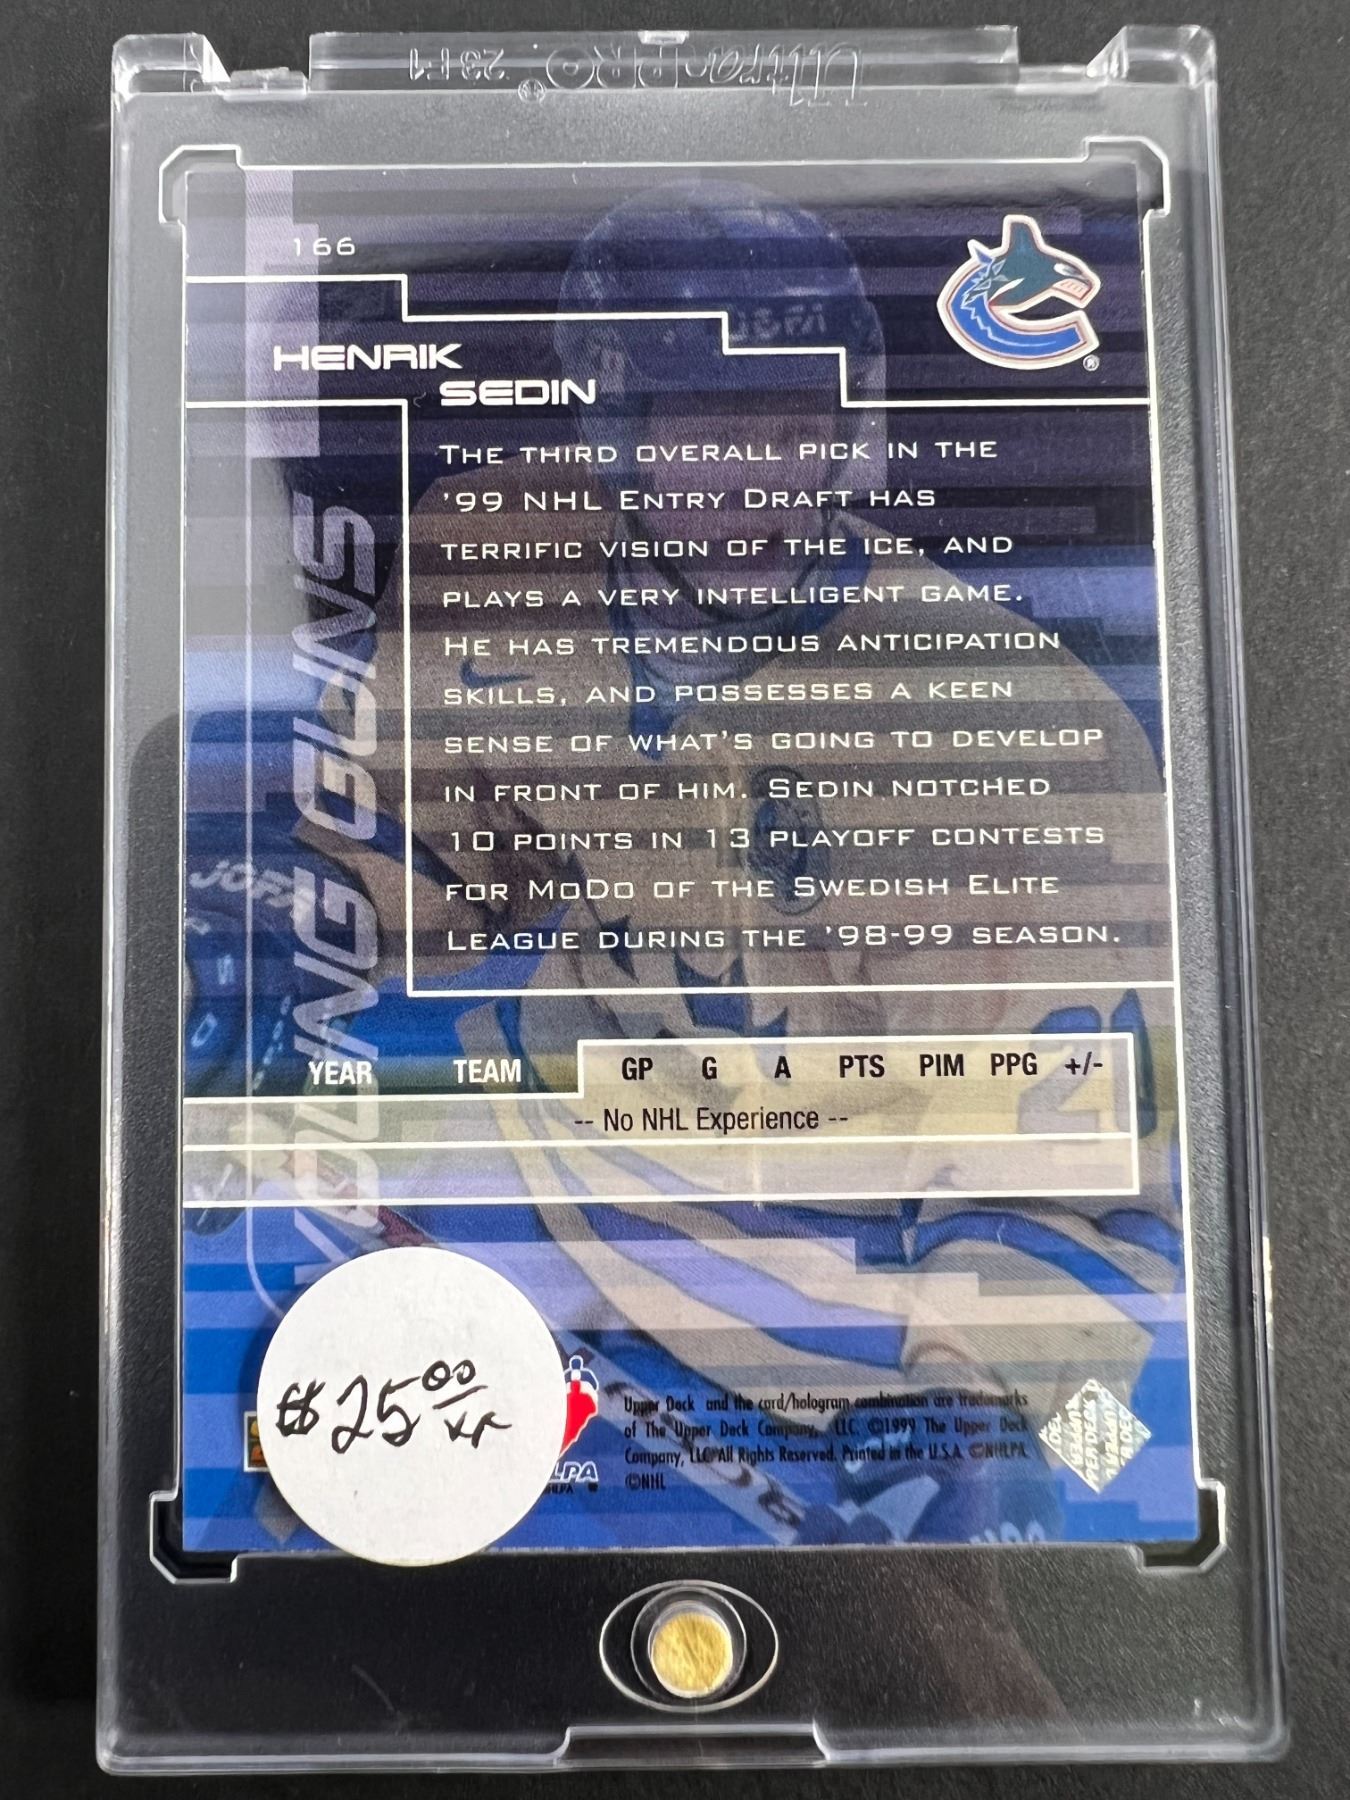 UltraPRO® 23F1
166
HENRIK
SEDIN
THE THIRD OVERALL PICK IN THE
'99 NHL ENTRY DRAFT HAS
TERRIFIC VISION OF THE ICE, AND
PLAYS A VERY INTELLIGENT GAME.
HE HAS TREMENDOUS ANTICIPATION
SKILLS, AND POSSESSES A KEEN
SENSE OF WHAT'S GOING TO DEVELOP
IN FRONT OF HIM. SEDIN NOTCHED
10 POINTS IN 13 PLAYOFF CONTESTS
FOR MODO OF THE SWEDISH ELITE
LEAGUE DURING THE '98-99 SEASON.
YOUNG GUNS
JOFA
YEAR TEAM GP G A PTS PIM PPG +/-
-- No NHL Experience --
$25.00
Upper Deck and the card/hologram combination are trademarks
of The Upper Deck Company, LLC. ©1999 The Upper Deck
Company, LLC All Rights Reserved. Printed in the U.S.A. ©NHLPA
©NHL
LPA
UPPER DECK